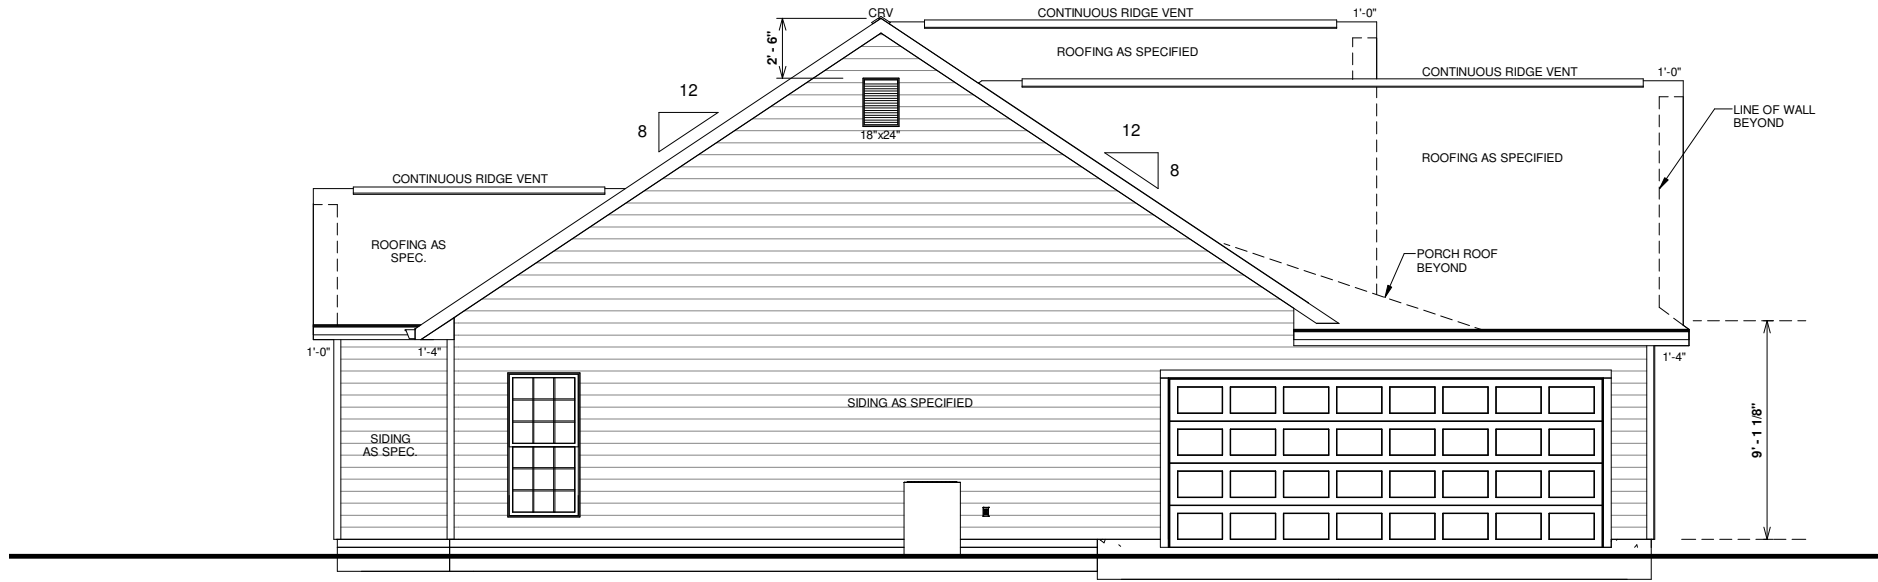 CRV
CONTINUOUS RIDGE VENT
1'-0"
2' - 6"
ROOFING AS SPECIFIED
CONTINUOUS RIDGE VENT
1'-0"
12
8
18"x24"
LINE OF WALL
BEYOND
12
8
ROOFING AS SPECIFIED
CONTINUOUS RIDGE VENT
ROOFING AS
SPEC.
PORCH ROOF
BEYOND
1'-0"
1'-4"
1'-4"
SIDING AS SPECIFIED
9' - 1 1/8"
SIDING
AS SPEC.